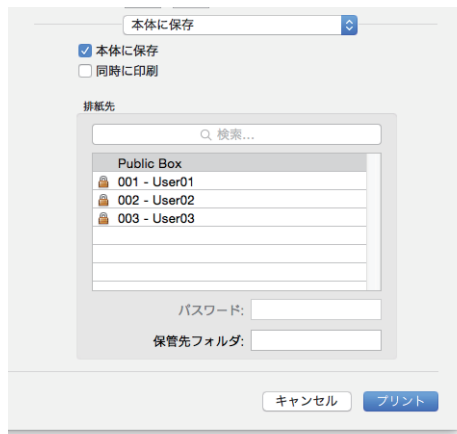 本体に保存
本体に保存
同時に印刷
排紙先
検索...
Public Box
001 - User01
002 - User02
003 - User03
パスワード:
保管先フォルダ:
キャンセル プリント